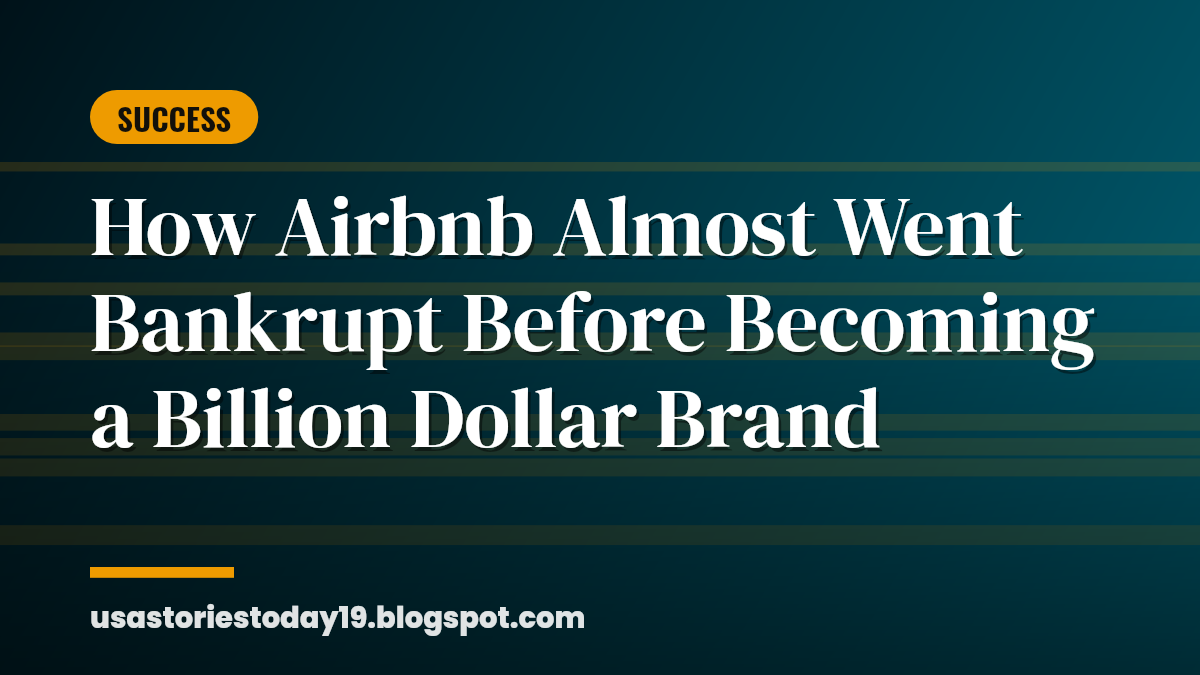 SUCCESS
How Airbnb Almost Went
Bankrupt Before Becoming
a Billion Dollar Brand
usastoriestoday19.blogspot.com